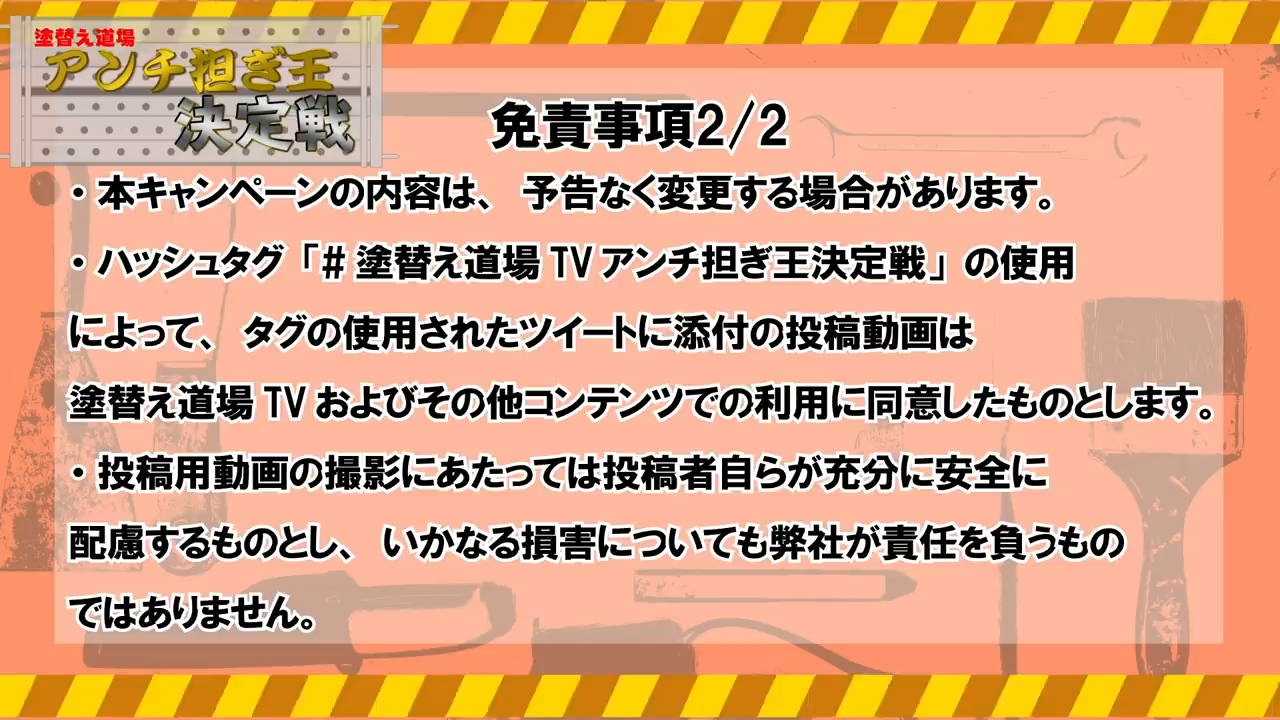 塗替え道場
アンチ担ぎ王
決定戦
免責事項2/2
・本キャンペーンの内容は、予告なく変更する場合があります。
・ハッシュタグ「#塗替え道場TVアンチ担ぎ王決定戦」の使用
によって、タグの使用されたツイートに添付の投稿動画は
塗替え道場TVおよびその他コンテンツでの利用に同意したものとします。
・投稿用動画の撮影にあたっては投稿者自らが充分に安全に
配慮するものとし、いかなる損害についても弊社が責任を負うもの
ではありません。